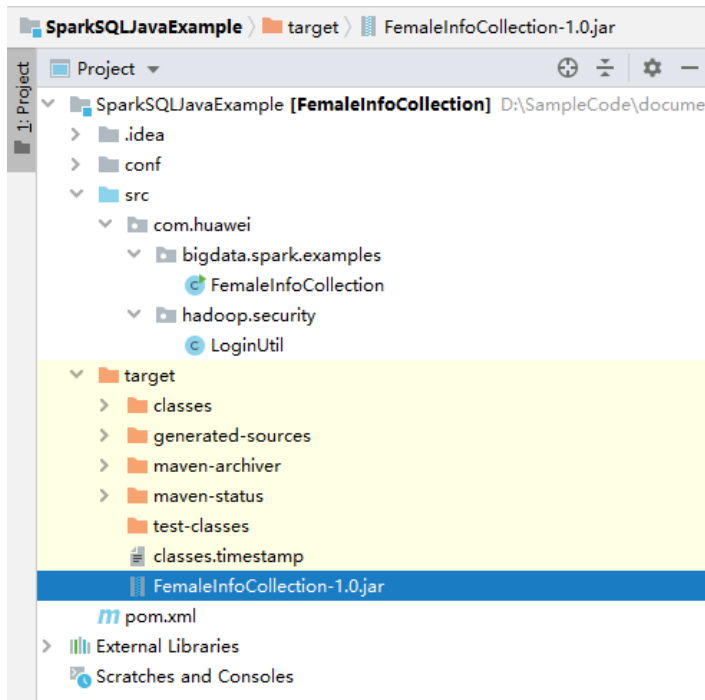 SparkSQLJavaExample target FemaleInfoCollection-1.0.jar
1: Project
Project
SparkSQLJavaExample [FemaleInfoCollection] D:\SampleCode\docume
.idea
conf
src
com.huawei
bigdata.spark.examples
FemaleInfoCollection
hadoop.security
LoginUtil
target
classes
generated-sources
maven-archiver
maven-status
test-classes
classes.timestamp
FemaleInfoCollection-1.0.jar
pom.xml
External Libraries
Scratches and Consoles